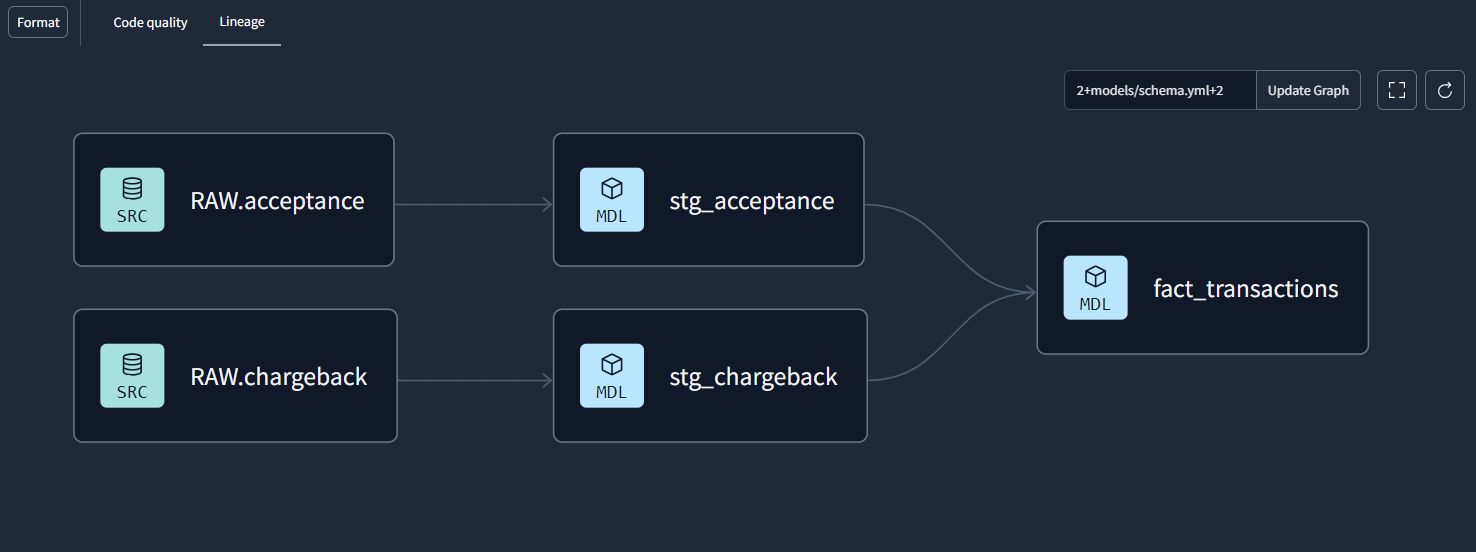 Format
Code quality
Lineage
2+models/schema.yml+2
Update Graph
SRC
RAW.acceptance
MDL
stg_acceptance
MDL
fact_transactions
SRC
RAW.chargeback
MDL
stg_chargeback